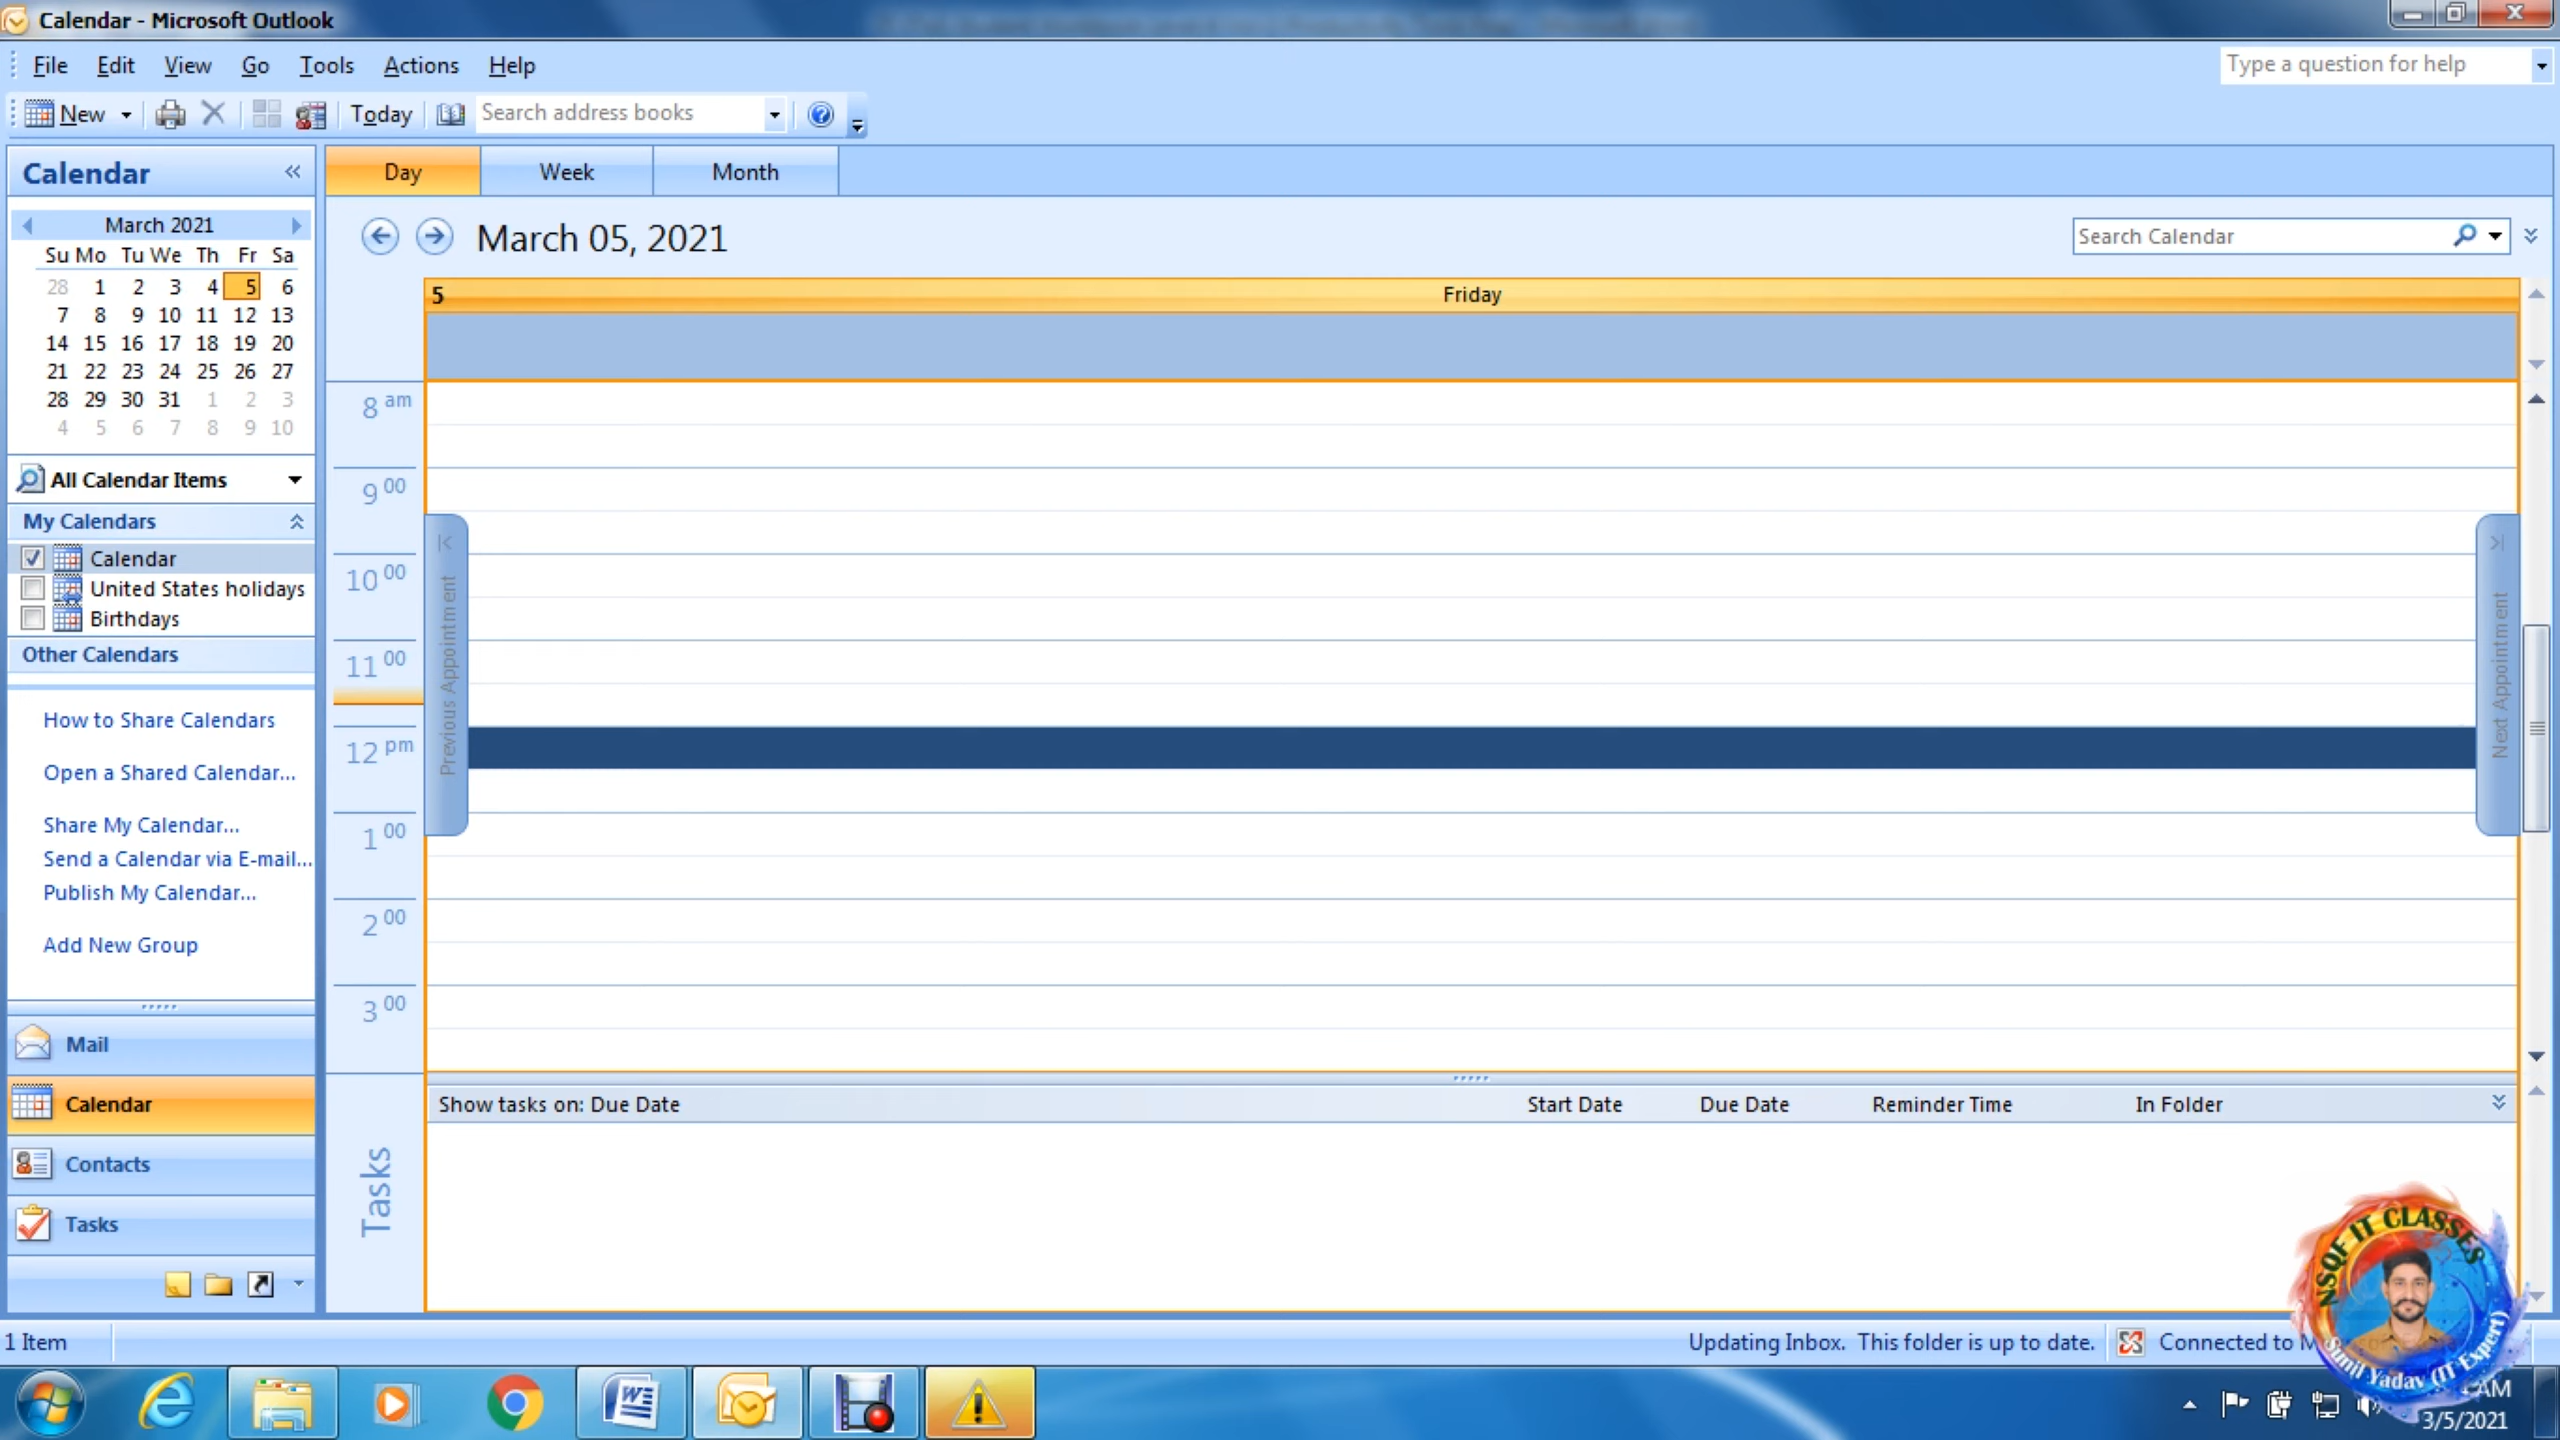 Calendar - Microsoft Outlook
File Edit View Go Tools Actions Help
Type a question for help
New Today Search address books
Calendar
Day Week Month
March 2021
Su Mo Tu We Th Fr Sa
28 1 2 3 4 5 6
7 8 9 10 11 12 13
14 15 16 17 18 19 20
21 22 23 24 25 26 27
28 29 30 31 1 2 3
4 5 6 7 8 9 10
All Calendar Items
My Calendars
Calendar
United States holidays
Birthdays
Other Calendars
How to Share Calendars
Open a Shared Calendar...
Share My Calendar...
Send a Calendar via E-mail...
Publish My Calendar...
Add New Group
Mail
Calendar
Contacts
Tasks
March 05, 2021
Search Calendar
5 Friday
8 am
9 00
10 00
11 00
12 pm
1 00
2 00
3 00
Previous Appointment
Next Appointment
Show tasks on: Due Date Start Date Due Date Reminder Time In Folder
Tasks
NSQF IT CLASSES
Sunil Yadav (IT-Expert)
1 Item
Updating Inbox. This folder is up to date.
Connected to
AM
3/5/2021